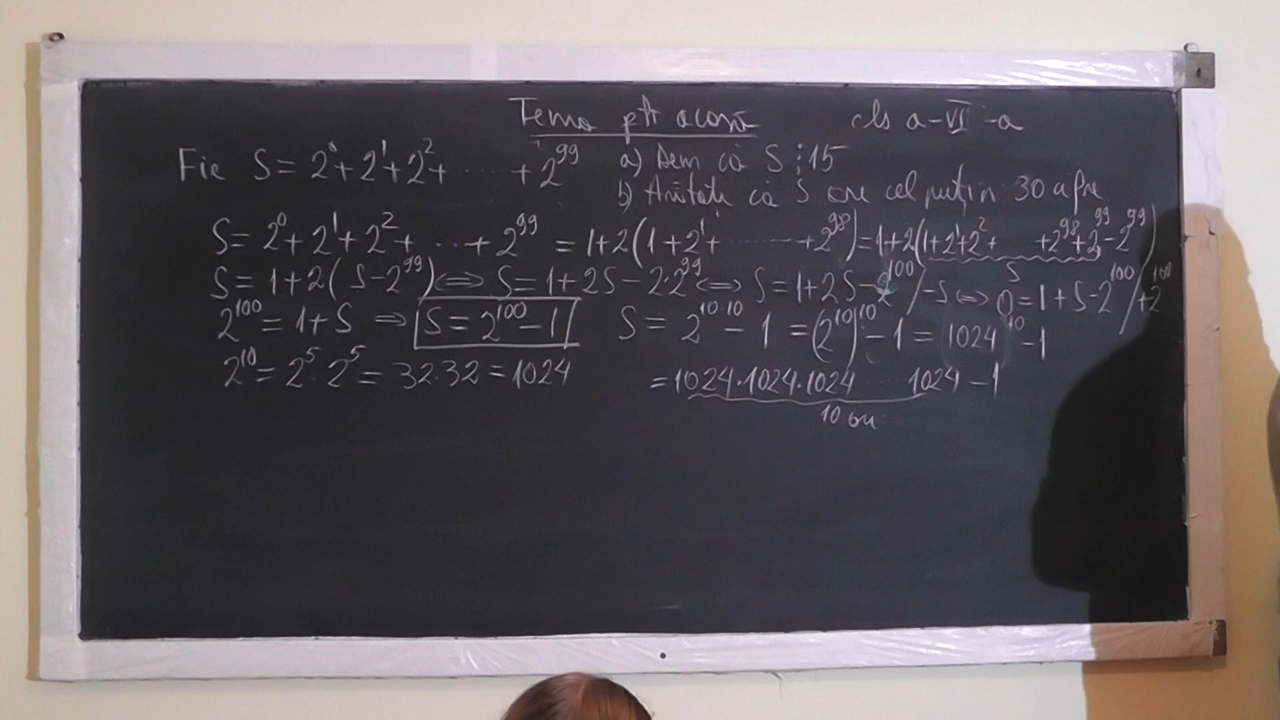 Tema ptr acasă cls a-VI-a
Fie S = 2⁰+2¹+2²+ ...... +2⁹⁹ a) Dem că S ⋮ 15
b) Arătați că S are cel puțin 30 cifre
S = 2⁰+2¹+2²+ ...+ 2⁹⁹ = 1+2(1+2¹+ ........ +2⁹⁸) = 1+2(1+2¹+2²+ ... +2⁹⁸+2⁹⁹-2⁹⁹)
S
S = 1+2(S-2⁹⁹) ⇔ S = 1+2S-2·2⁹⁹ ⇔ S = 1+2S-2¹⁰⁰ /-S ⇔ 0 = 1+S-2¹⁰⁰ /+2¹⁰⁰
2¹⁰⁰ = 1+S ⇒ S = 2¹⁰⁰-1 S = 2¹⁰·¹⁰ - 1 = (2¹⁰)¹⁰ - 1 = 1024¹⁰ - 1
2¹⁰ = 2⁵·2⁵ = 32·32 = 1024 = 1024·1024·1024 ... 1024 - 1
10 ori